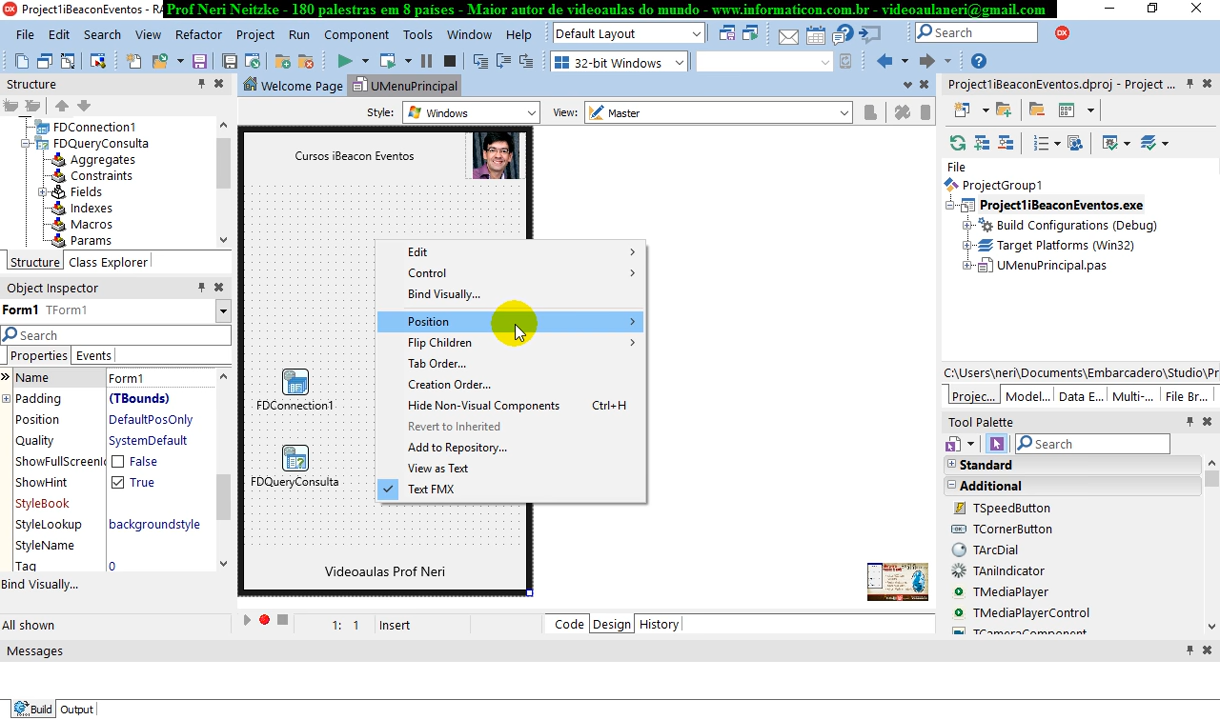 Project1iBeaconEventos - RA
Prof Neri Neitzke - 180 palestras em 8 países - Maior autor de videoaulas do mundo - www.informaticon.com.br - videoaulaneri@gmail.com
File Edit Search View Refactor Project Run Component Tools Window Help
Default Layout
Search
DX
32-bit Windows
Structure
FDConnection1
FDQueryConsulta
Aggregates
Constraints
Fields
Indexes
Macros
Params
Structure Class Explorer
Object Inspector
Form1 TForm1
Search
Properties Events
Name Form1
Padding (TBounds)
Position DefaultPosOnly
Quality SystemDefault
ShowFullScreenIc False
ShowHint True
StyleBook
StyleLookup backgroundstyle
StyleName
Tag 0
Bind Visually...
All shown
Welcome Page UMenuPrincipal
Style: Windows View: Master
Cursos iBeacon Eventos
FDConnection1
FDQueryConsulta
Videoaulas Prof Neri
Edit
Control
Bind Visually...
Position
Flip Children
Tab Order...
Creation Order...
Hide Non-Visual Components Ctrl+H
Revert to Inherited
Add to Repository...
View as Text
Text FMX
1: 1 Insert
Code Design History
Project1iBeaconEventos.dproj - Project ...
File
ProjectGroup1
Project1iBeaconEventos.exe
Build Configurations (Debug)
Target Platforms (Win32)
UMenuPrincipal.pas
C:\Users\neri\Documents\Embarcadero\Studio\Pr
Projec... Model... Data E... Multi-... File Br...
Tool Palette
Search
Standard
Additional
TSpeedButton
TCornerButton
TArcDial
TAniIndicator
TMediaPlayer
TMediaPlayerControl
TCameraComponent
Messages
Build Output